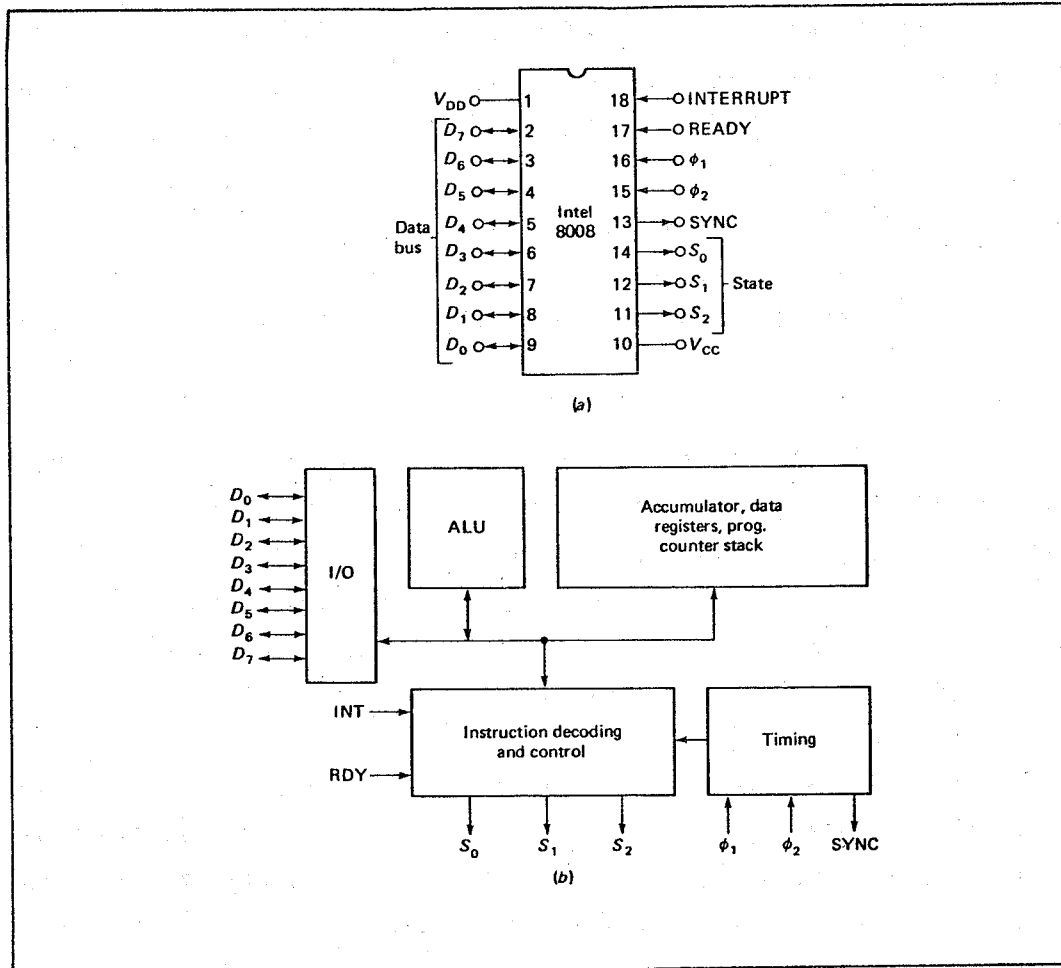 V_DD 1 18 INTERRUPT
D_7 2 17 READY
D_6 3 16 ϕ_1
D_5 4 15 ϕ_2
D_4 5 13 SYNC
D_3 6 14 S_0
D_2 7 12 S_1
D_1 8 11 S_2
D_0 9 10 V_CC
Data
bus
Intel
8008
State
(a)
D_0
D_1
D_2
D_3
D_4
D_5
D_6
D_7
I/O
ALU
Accumulator, data
registers, prog.
counter stack
INT
RDY
Instruction decoding
and control
Timing
S_0 S_1 S_2 ϕ_1 ϕ_2 SYNC
(b)